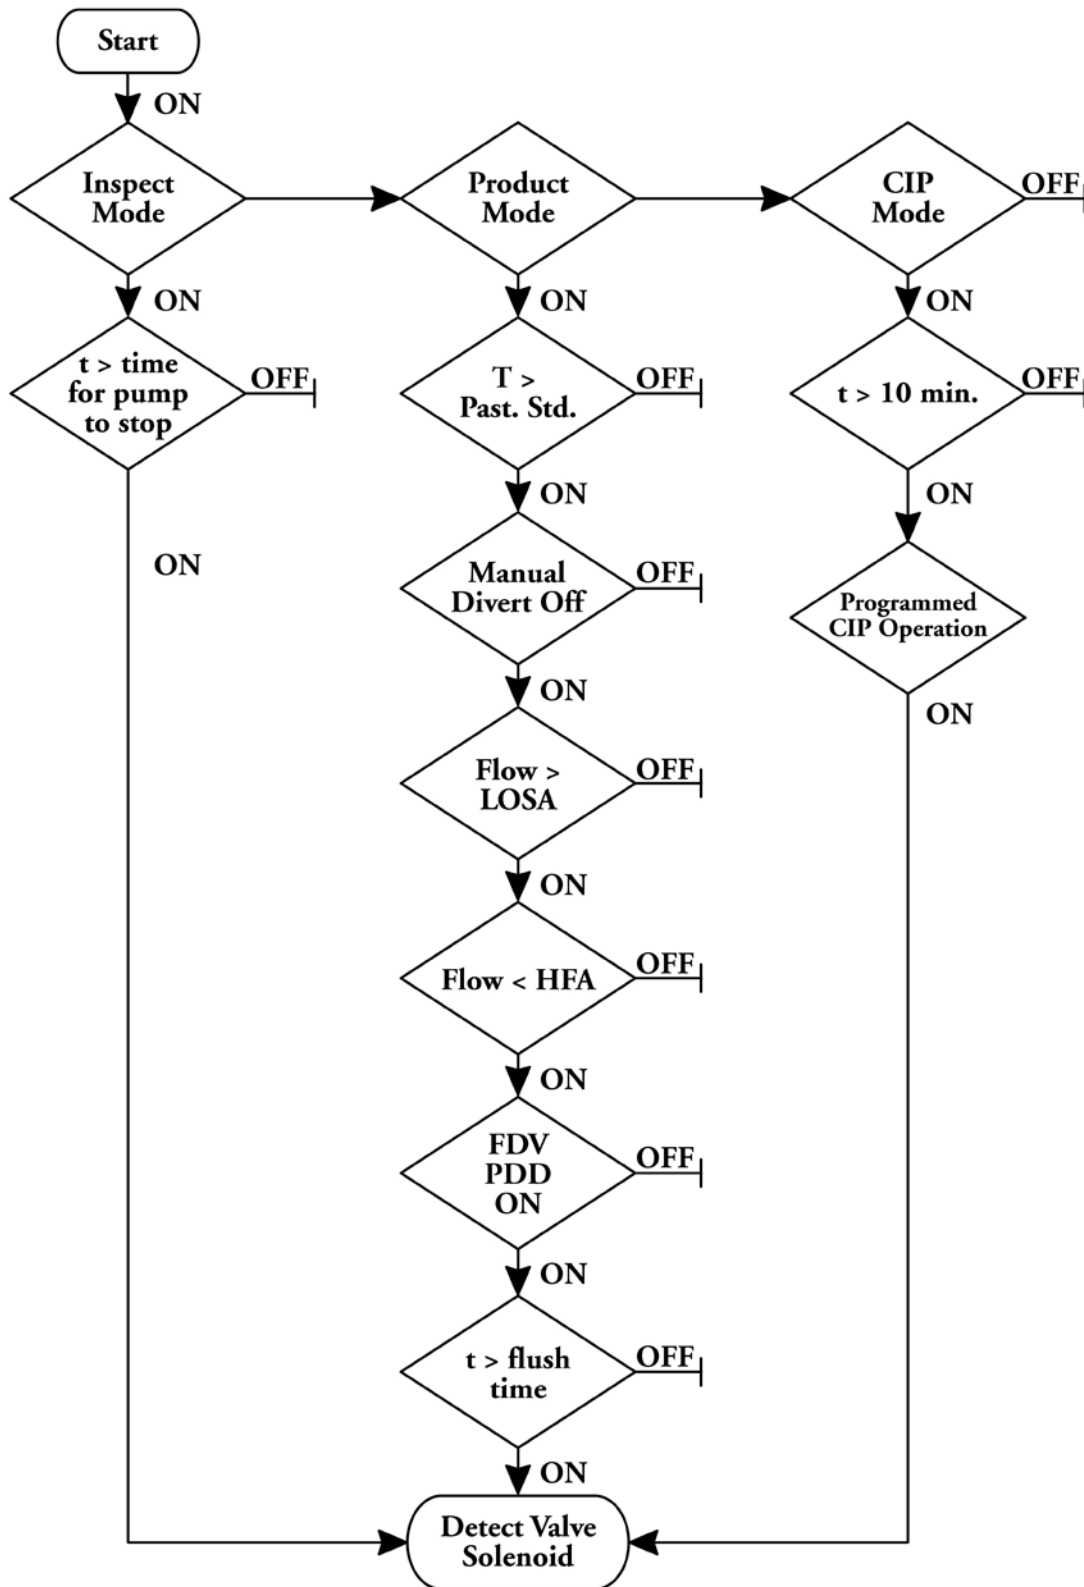 Start
ON
Inspect
Mode
Product
Mode
CIP
Mode
OFF
ON
ON
ON
t > time
for pump
to stop
OFF
T >
Past. Std.
OFF
t > 10 min.
OFF
ON
ON
ON
Manual
Divert Off
OFF
Programmed
CIP Operation
ON
ON
Flow >
LOSA
OFF
ON
Flow < HFA
OFF
ON
FDV
PDD
ON
OFF
ON
t > flush
time
OFF
ON
Detect Valve
Solenoid